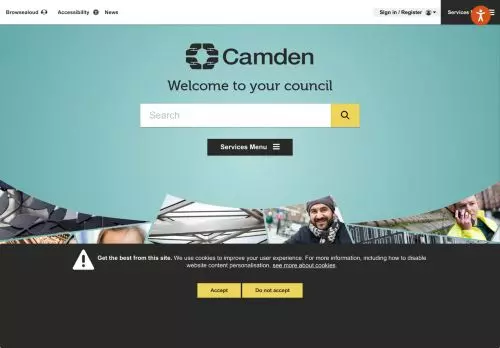 Browsealoud
Accessibility
News
Sign in / Register
Services M
Camden
Welcome to your council
Search
Services Menu
Get the best from this site. We use cookies to improve your user experience. For more information, including how to disable
website content personalisation, see more about cookies.
Accept
Do not accept